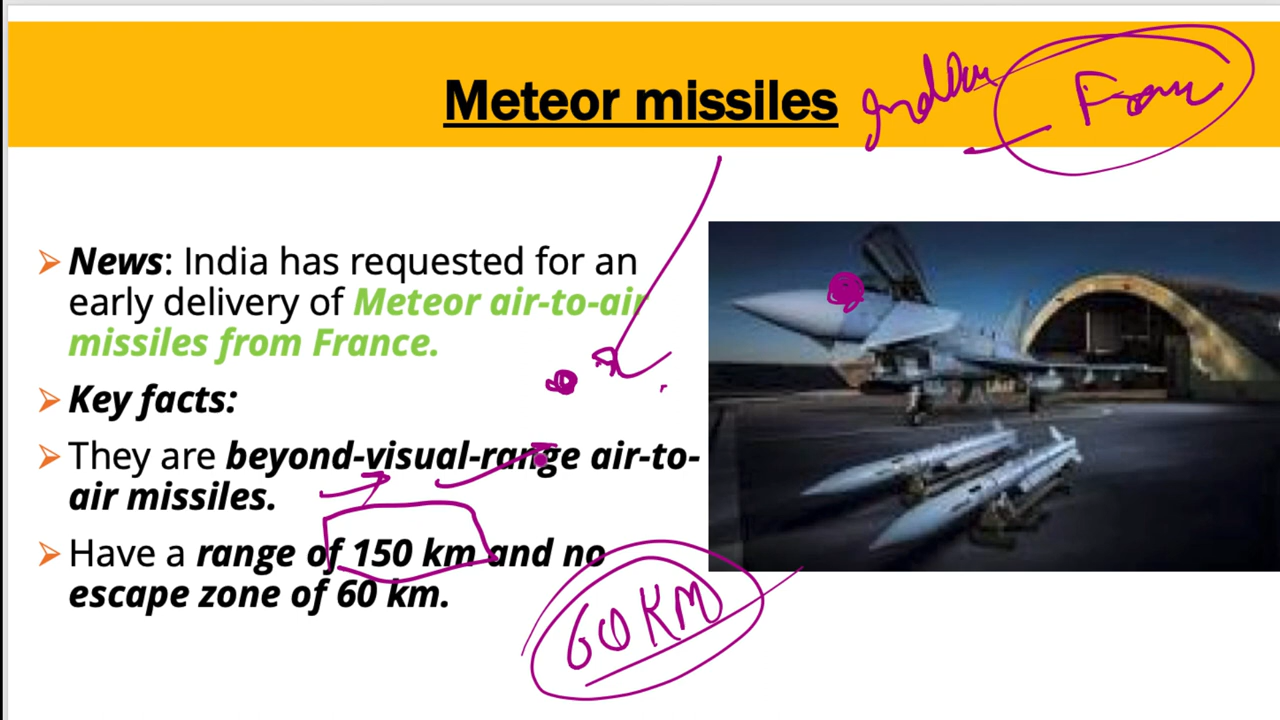 Meteor missiles
➢ News: India has requested for an
early delivery of Meteor air-to-air
missiles from France.
➢ Key facts:
➢ They are beyond-visual-range air-to-
air missiles.
➢ Have a range of 150 km and no
escape zone of 60 km.
60 KM